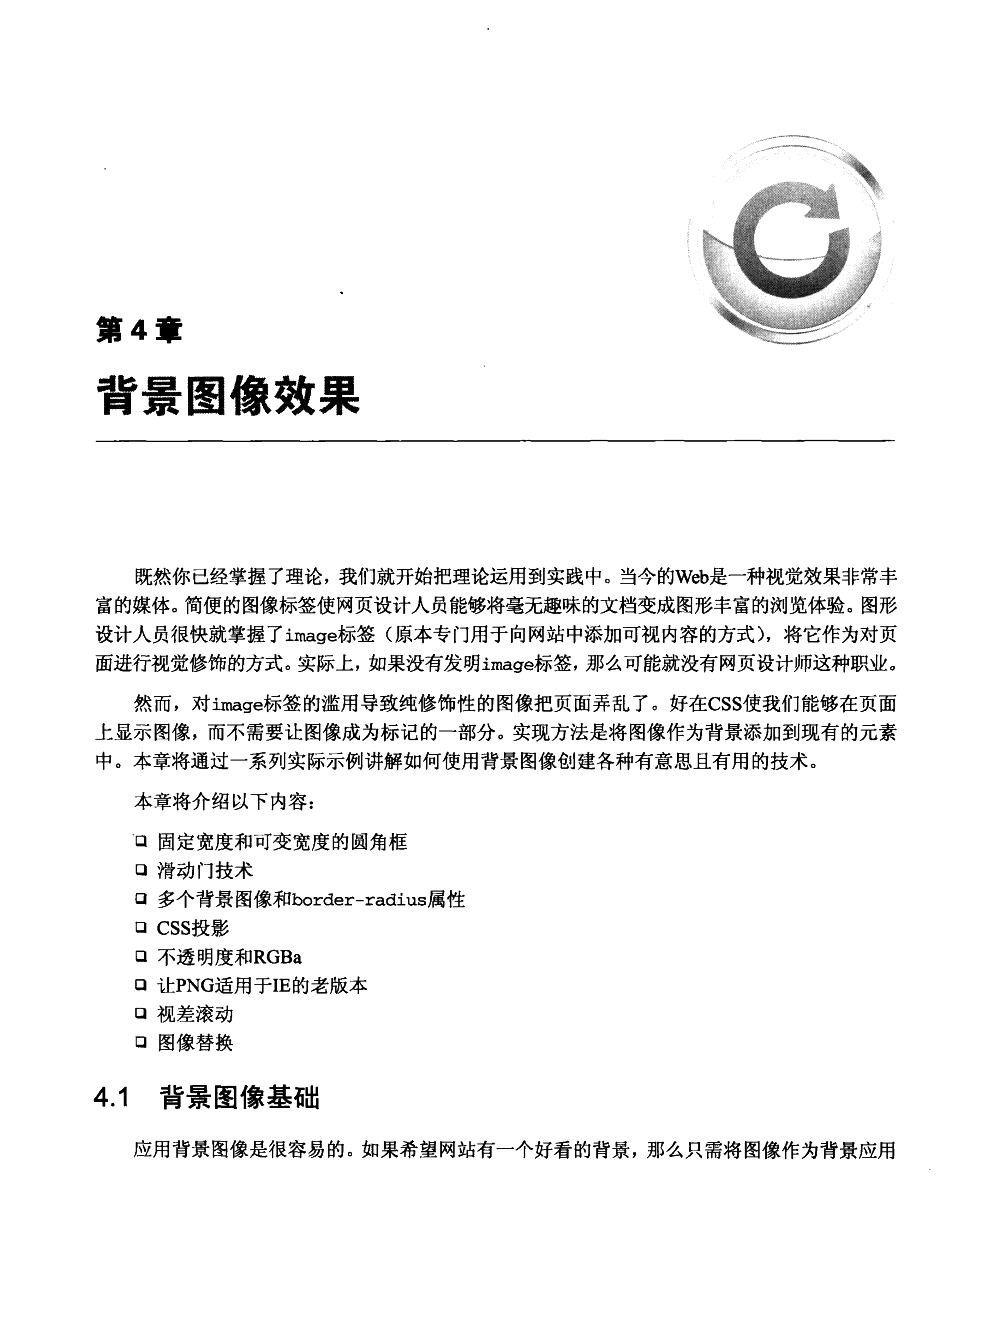 第 4 章
背景图像效果
既然你已经掌握了理论，我们就开始把理论运用到实践中。当今的Web是一种视觉效果非常丰
富的媒体。简便的图像标签使网页设计人员能够将毫无趣味的文档变成图形丰富的浏览体验。图形
设计人员很快就掌握了image标签（原本专门用于向网站中添加可视内容的方式），将它作为对页
面进行视觉修饰的方式。实际上，如果没有发明image标签，那么可能就没有网页设计师这种职业。
然而，对image标签的滥用导致纯修饰性的图像把页面弄乱了。好在CSS使我们能够在页面
上显示图像，而不需要让图像成为标记的一部分。实现方法是将图像作为背景添加到现有的元素
中。本章将通过一系列实际示例讲解如何使用背景图像创建各种有意思且有用的技术。
本章将介绍以下内容：
❑ 固定宽度和可变宽度的圆角框
❑ 滑动门技术
❑ 多个背景图像和border-radius属性
❑ CSS投影
❑ 不透明度和RGBa
❑ 让PNG适用于IE的老版本
❑ 视差滚动
❑ 图像替换
4.1 背景图像基础
应用背景图像是很容易的。如果希望网站有一个好看的背景，那么只需将图像作为背景应用